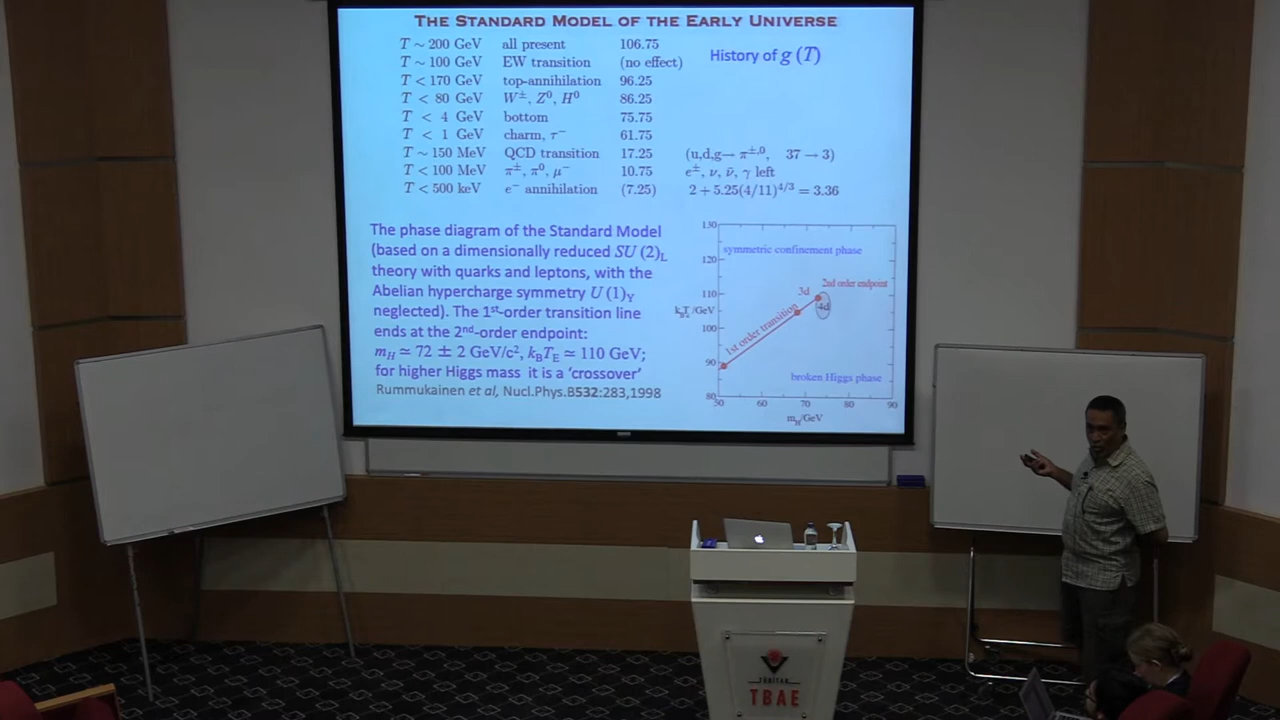 THE STANDARD MODEL OF THE EARLY UNIVERSE
History of g (T)
T ~ 200 GeV all present 106.75
T ~ 100 GeV EW transition (no effect)
T < 170 GeV top-annihilation 96.25
T < 80 GeV W±, Z⁰, H⁰ 86.25
T < 4 GeV bottom 75.75
T < 1 GeV charm, τ⁻ 61.75
T ~ 150 MeV QCD transition 17.25 (u,d,g→ π±,⁰, 37 → 3)
T < 100 MeV π±, π⁰, μ⁻ 10.75 e±, ν, ν̄, γ left
T < 500 keV e⁻ annihilation (7.25) 2 + 5.25(4/11)^4/3 = 3.36
The phase diagram of the Standard Model
(based on a dimensionally reduced SU (2)L
theory with quarks and leptons, with the
Abelian hypercharge symmetry U (1)Y
neglected). The 1st-order transition line
ends at the 2nd-order endpoint:
mH ≃ 72 ± 2 GeV/c², kBTE ≃ 110 GeV;
for higher Higgs mass it is a ‘crossover’
Rummukainen et al, Nucl.Phys.B532:283,1998
130
symmetric confinement phase
120
2nd order endpoint
3d
110
4d
/GeV
100
1st order transition
90
broken Higgs phase
80
50 60 70 80 90
mH/GeV
TÜBİTAK
TBAE